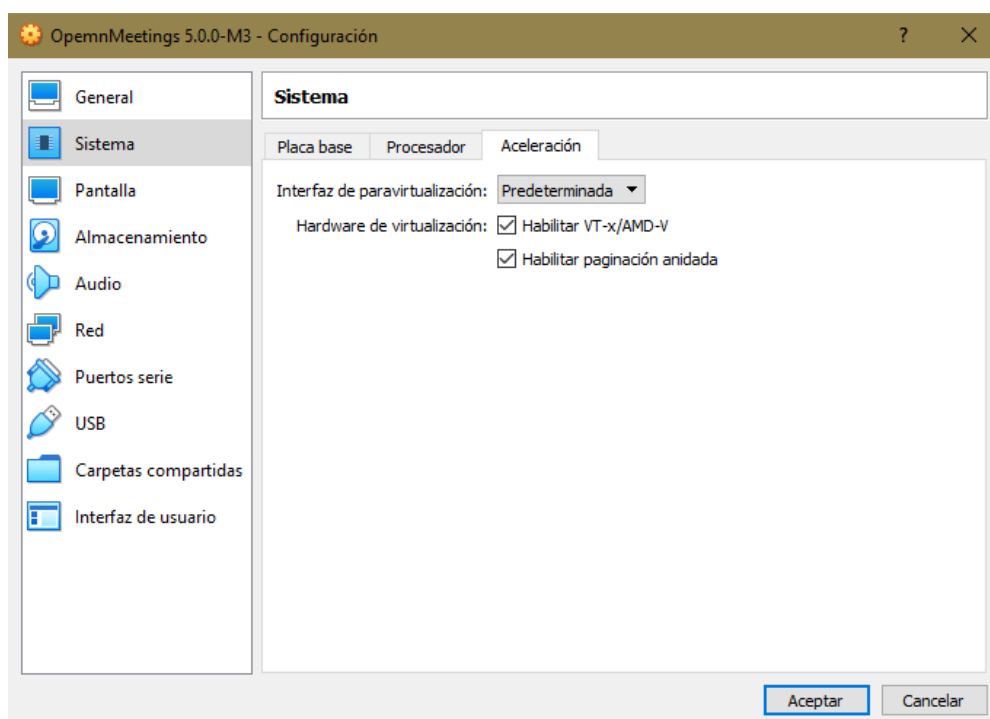 OpemnMeetings 5.0.0-M3 - Configuración ?
General
Sistema
Pantalla
Almacenamiento
Audio
Red
Puertos serie
USB
Carpetas compartidas
Interfaz de usuario
Sistema
Placa base Procesador Aceleración
Interfaz de paravirtualización: Predeterminada
Hardware de virtualización: Habilitar VT-x/AMD-V
Habilitar paginación anidada
Aceptar Cancelar